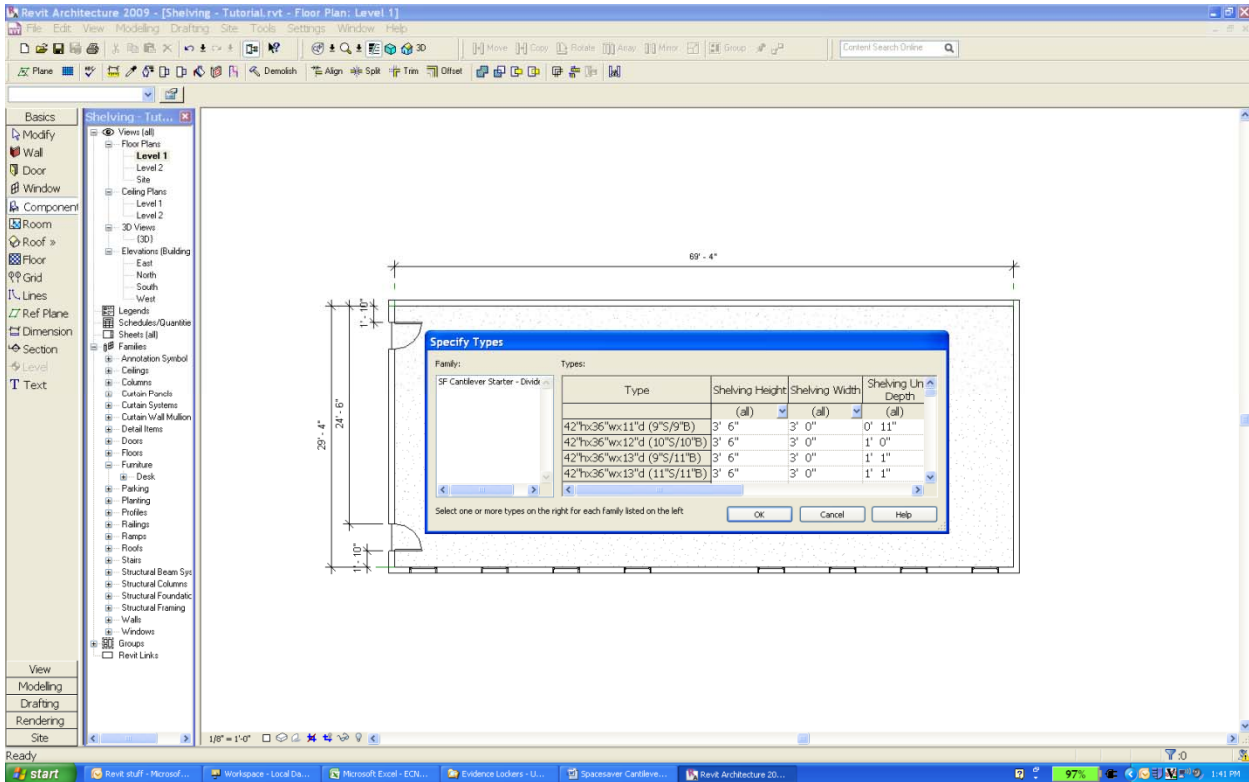 Revit Architecture 2009 - [Shelving - Tutorial.rvt - Floor Plan: Level 1]
File Edit View Modeling Drafting Site Tools Settings Window Help
3D Move Copy Rotate Array Mirror Group Content Search Online
Plane Demolish Align Split Trim Offset
Basics
Modify
Wall
Door
Window
Component
Room
Roof »
Floor
Grid
Lines
Ref Plane
Dimension
Section
Level
Text
View
Modelling
Drafting
Rendering
Site
Shelving - Tut...
Views (all)
Floor Plans
Level 1
Level 2
Site
Ceiling Plans
Level 1
Level 2
3D Views
{3D}
Elevations (Building
East
North
South
West
Legends
Schedules/Quantitie
Sheets (all)
Families
Annotation Symbol
Ceilings
Columns
Curtain Panels
Curtain Systems
Curtain Wall Mullion
Detail Items
Doors
Floors
Furniture
Desk
Parking
Planting
Profiles
Railings
Ramps
Roofs
Stairs
Structural Beam Sys
Structural Columns
Structural Foundatic
Structural Framing
Walls
Windows
Groups
Revit Links
69' - 4"
1' - 10"
24' - 6"
29' - 4"
1' - 10"
Specify Types
Family:
SF Cantilever Starter - Divide
Types:
Type Shelving Height Shelving Width Shelving Un Depth
(all) (all) (all)
42"hx36"wx11"d (9"S/9"B) 3' 6" 3' 0" 0' 11"
42"hx36"wx12"d (10"S/10"B) 3' 6" 3' 0" 1' 0"
42"hx36"wx13"d (9"S/11"B) 3' 6" 3' 0" 1' 1"
42"hx36"wx13"d (11"S/11"B) 3' 6" 3' 0" 1' 1"
Select one or more types on the right for each family listed on the left
OK Cancel Help
1/8" = 1'-0"
Ready
:0
start Revit stuff - Microsof... Workspace - Local Da... Microsoft Excel - ECN... Evidence Lockers - U... Spacesaver Cantileve... Revit Architecture 20... 97% 1:41 PM